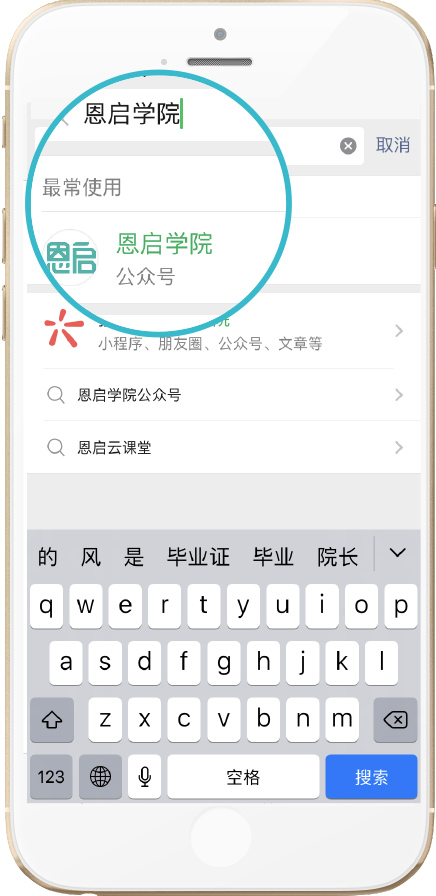 恩启学院
取消
最常使用
恩启
恩启学院
公众号
小程序、朋友圈、公众号、文章等
恩启学院公众号
恩启云课堂
的 风 是 毕业证 毕业 院长
q w e r t y u i o p
a s d f g h j k l
z x c v b n m
123 空格 搜索